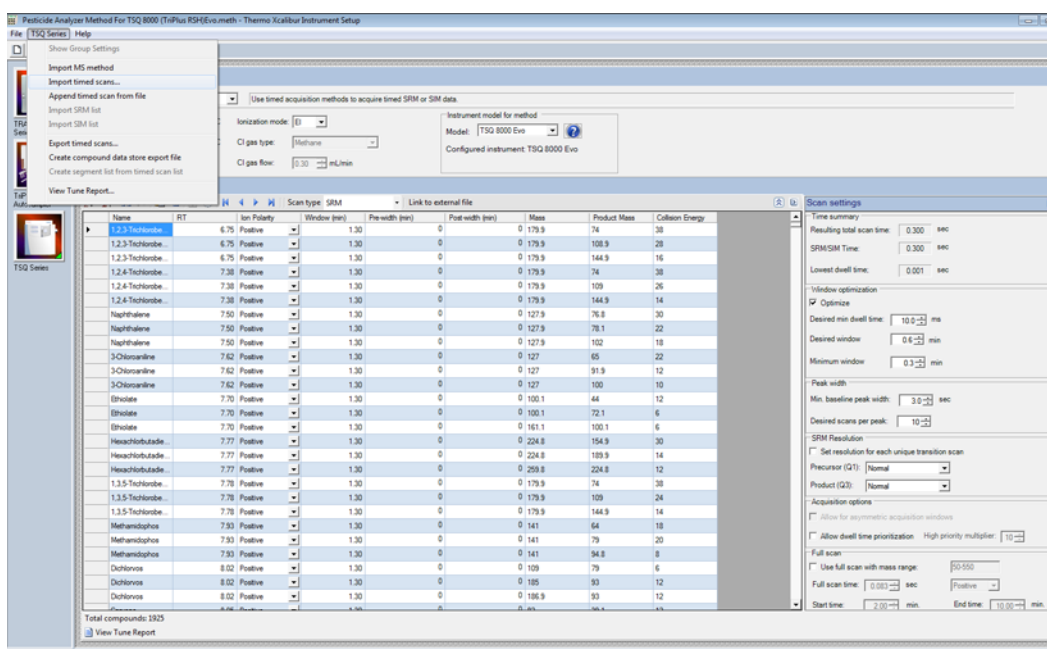 Pesticide Analyzer Method For TSQ 8000 (TriPlus RSH)Evo.meth - Thermo Xcalibur Instrument Setup
File TSQ Series Help
Show Group Settings
Import MS method
Import timed scans...
Append timed scan from file
Import SRM list
Import SIM list
Export timed scans...
Create compound data store export file
Create segment list from timed scan list
View Tune Report...
TSQ Series
Use timed acquisition methods to acquire timed SRM or SIM data.
Ionization mode: EI
CI gas type: Methane
CI gas flow: 0.30 mL/min
Instrument model for method
Model: TSQ 8000 Evo
Configured instrument: TSQ 8000 Evo
Scan type SRM Link to external file
Name RT Ion Polarity Window (min) Pre-width (min) Post-width (min) Mass Product Mass Collision Energy
1,2,3-Trichlorobe... 6.75 Positive 1.30 0 0 179.9 74 38
1,2,3-Trichlorobe... 6.75 Positive 1.30 0 0 179.9 108.9 28
1,2,3-Trichlorobe... 6.75 Positive 1.30 0 0 179.9 144.9 16
1,2,4-Trichlorobe... 7.38 Positive 1.30 0 0 179.9 74 38
1,2,4-Trichlorobe... 7.38 Positive 1.30 0 0 179.9 109 26
1,2,4-Trichlorobe... 7.38 Positive 1.30 0 0 179.9 144.9 14
Naphthalene 7.50 Positive 1.30 0 0 127.9 76.8 30
Naphthalene 7.50 Positive 1.30 0 0 127.9 78.1 22
Naphthalene 7.50 Positive 1.30 0 0 127.9 102 18
3-Chloroaniline 7.62 Positive 1.30 0 0 127 65 22
3-Chloroaniline 7.62 Positive 1.30 0 0 127 91.9 12
3-Chloroaniline 7.62 Positive 1.30 0 0 127 100 10
Ethiolate 7.70 Positive 1.30 0 0 100.1 44 12
Ethiolate 7.70 Positive 1.30 0 0 100.1 72.1 6
Ethiolate 7.70 Positive 1.30 0 0 161.1 100.1 6
Hexachlorbutadie... 7.77 Positive 1.30 0 0 224.8 154.9 30
Hexachlorbutadie... 7.77 Positive 1.30 0 0 224.8 189.9 14
Hexachlorbutadie... 7.77 Positive 1.30 0 0 259.8 224.8 12
1,3,5-Trichlorobe... 7.78 Positive 1.30 0 0 179.9 74 38
1,3,5-Trichlorobe... 7.78 Positive 1.30 0 0 179.9 109 24
1,3,5-Trichlorobe... 7.78 Positive 1.30 0 0 179.9 144.9 14
Methamidophos 7.93 Positive 1.30 0 0 141 64 18
Methamidophos 7.93 Positive 1.30 0 0 141 79 20
Methamidophos 7.93 Positive 1.30 0 0 141 94.8 8
Dichlorvos 8.02 Positive 1.30 0 0 109 79 6
Dichlorvos 8.02 Positive 1.30 0 0 185 93 12
Dichlorvos 8.02 Positive 1.30 0 0 186.9 93 12
Total compounds: 1925
View Tune Report
Scan settings
Time summary
Resulting total scan time: 0.300 sec
SRM/SIM Time: 0.300 sec
Lowest dwell time: 0.001 sec
Window optimization
Optimize
Desired min dwell time: 10.0 ms
Desired window 0.6 min
Minimum window 0.3 min
Peak width
Min. baseline peak width: 3.0 sec
Desired scans per peak: 10
SRM Resolution
Set resolution for each unique transition scan
Precursor (Q1): Normal
Product (Q3): Normal
Acquisition options
Allow for asymmetric acquisition windows
Allow dwell time prioritization High priority multiplier: 10
Full scan
Use full scan with mass range: 50-550
Full scan time: 0.083 sec Positive
Start time: 2.00 min. End time: 10.00 min.